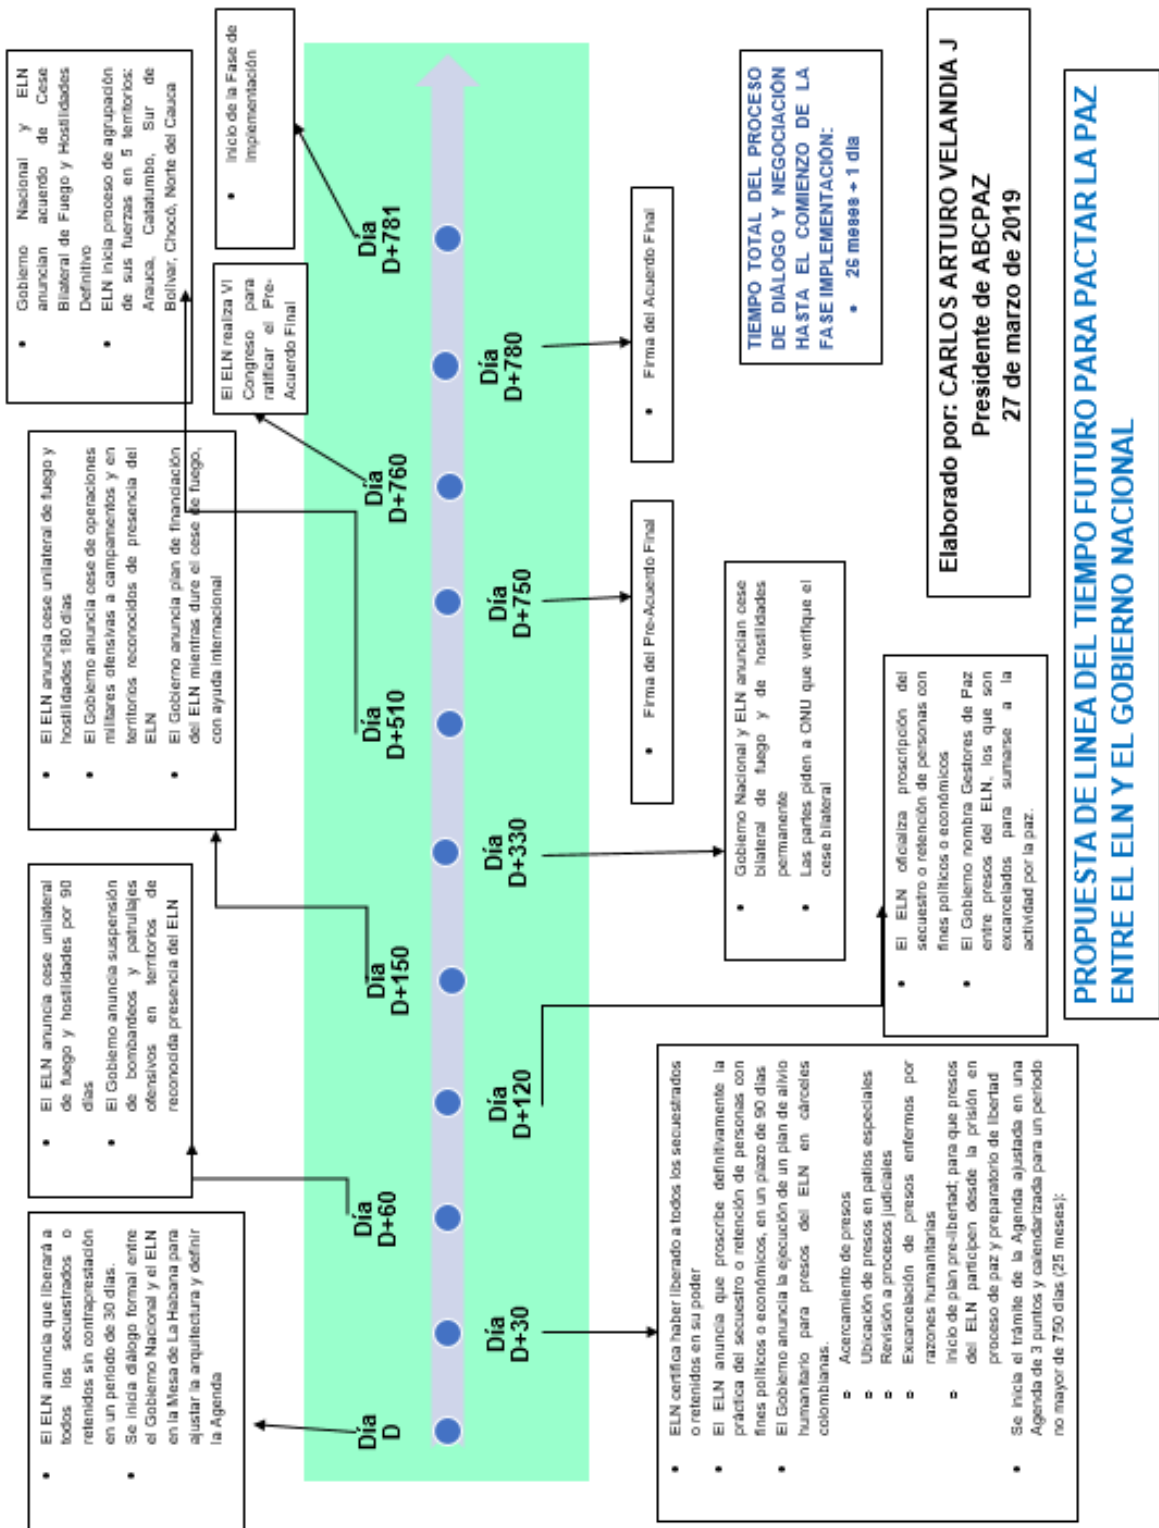 • El ELN anuncia que liberará a
todos los secuestrados o
retenidos sin contraprestación
en un periodo de 30 días.
• Se inicia diálogo formal entre
el Gobierno Nacional y el ELN
en la Mesa de La Habana para
ajustar la arquitectura y definir
la Agenda
• El ELN anuncia cese unilateral
de fuego y hostilidades por 90
días
• El Gobierno anuncia suspensión
de bombardeos y patrullajes
ofensivos en territorios de
reconocida presencia del ELN
• El ELN anuncia cese unilateral de fuego y
hostilidades 180 días
• El Gobierno anuncia cese de operaciones
militares ofensivas a campamentos y en
territorios reconocidos de presencia del
ELN
• El Gobierno anuncia plan de financiación
del ELN mientras dure el cese de fuego,
con ayuda internacional
• Gobierno Nacional y ELN
anuncian acuerdo de Cese
Bilateral de Fuego y Hostilidades
Definitivo
• ELN inicia proceso de agrupación
de sus fuerzas en 5 territorios:
Arauca, Catatumbo, Sur de
Bolívar, Chocó, Norte del Cauca
El ELN realiza VI
Congreso para
ratificar el Pre-
Acuerdo Final
• Inicio de la Fase de
Implementación
Día
D
Día
D+30
Día
D+60
Día
D+120
Día
D+150
Día
D+330
Día
D+510
Día
D+750
Día
D+760
Día
D+780
Día
D+781
• ELN certifica haber liberado a todos los secuestrados
o retenidos en su poder
• El ELN anuncia que proscribe definitivamente la
práctica del secuestro o retención de personas con
fines políticos o económicos, en un plazo de 90 días
• El Gobierno anuncia la ejecución de un plan de alivio
humanitario para presos del ELN en cárceles
colombianas.
o Acercamiento de presos
o Ubicación de presos en patios especiales
o Revisión a procesos judiciales
o Excarcelación de presos enfermos por
razones humanitarias
o Inicio de plan pre-libertad; para que presos
del ELN participen desde la prisión en
proceso de paz y preparatorio de libertad
• Se inicia el trámite de la Agenda ajustada en una
Agenda de 3 puntos y calendarizada para un periodo
no mayor de 750 días (25 meses):
• El ELN oficializa proscripción del
secuestro o retención de personas con
fines políticos o económicos
• El Gobierno nombra Gestores de Paz
entre presos del ELN, los que son
excarcelados para sumarse a la
actividad por la paz.
• Gobierno Nacional y ELN anuncian cese
bilateral de fuego y de hostilidades
permanente
• Las partes piden a ONU que verifique el
cese bilateral
• Firma del Pre-Acuerdo Final
• Firma del Acuerdo Final
TIEMPO TOTAL DEL PROCESO
DE DIÁLOGO Y NEGOCIACIÓN
HASTA EL COMIENZO DE LA
FASE IMPLEMENTACIÓN:
• 26 meses + 1 día
Elaborado por: CARLOS ARTURO VELANDIA J
Presidente de ABCPAZ
27 de marzo de 2019
PROPUESTA DE LINEA DEL TIEMPO FUTURO PARA PACTAR LA PAZ
ENTRE EL ELN Y EL GOBIERNO NACIONAL